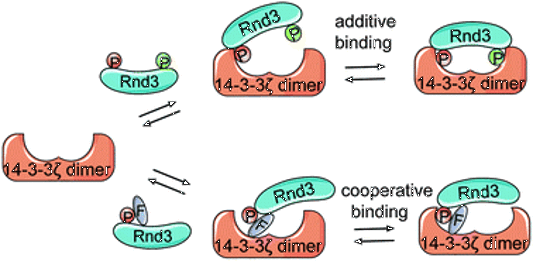 Rnd3
P
additive
binding
Rnd3
P
P
P
Rnd3
14-3-3ζ dimer
P
P
14-3-3ζ dimer
14-3-3ζ dimer
P
F
Rnd3
Rnd3
P
F
14-3-3ζ dimer
cooperative
binding
Rnd3
P
F
14-3-3ζ dimer